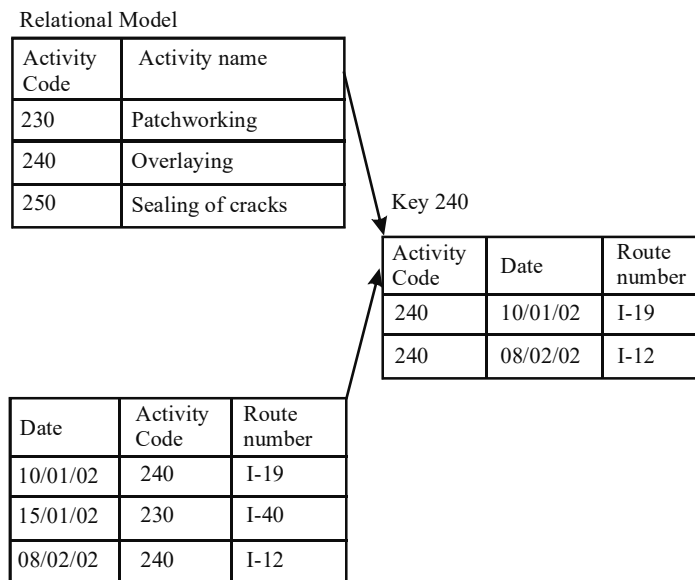 Relational Model
Activity Code Activity name
230 Patchworking
240 Overlaying
250 Sealing of cracks
Key 240
Activity Code Date Route number
240 10/01/02 I-19
240 08/02/02 I-12
Date Activity Code Route number
10/01/02 240 I-19
15/01/02 230 I-40
08/02/02 240 I-12